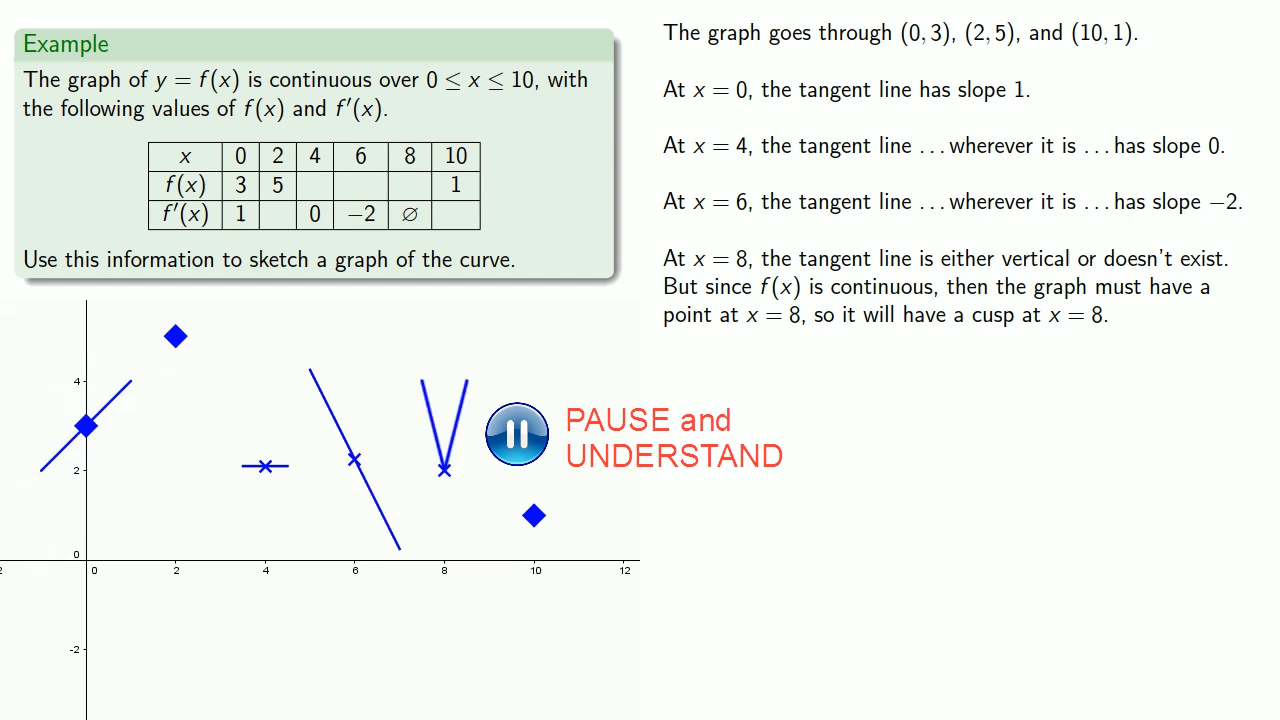 Example
The graph of y = f(x) is continuous over 0 ≤ x ≤ 10, with
the following values of f(x) and f′(x).
x 0 2 4 6 8 10
f(x) 3 5 1
f′(x) 1 0 −2 ∅
Use this information to sketch a graph of the curve.
The graph goes through (0, 3), (2, 5), and (10, 1).
At x = 0, the tangent line has slope 1.
At x = 4, the tangent line ... wherever it is ... has slope 0.
At x = 6, the tangent line ... wherever it is ... has slope −2.
At x = 8, the tangent line is either vertical or doesn't exist.
But since f(x) is continuous, then the graph must have a
point at x = 8, so it will have a cusp at x = 8.
PAUSE and
UNDERSTAND
4
2
0
2 0 2 4 6 8 10 12
-2